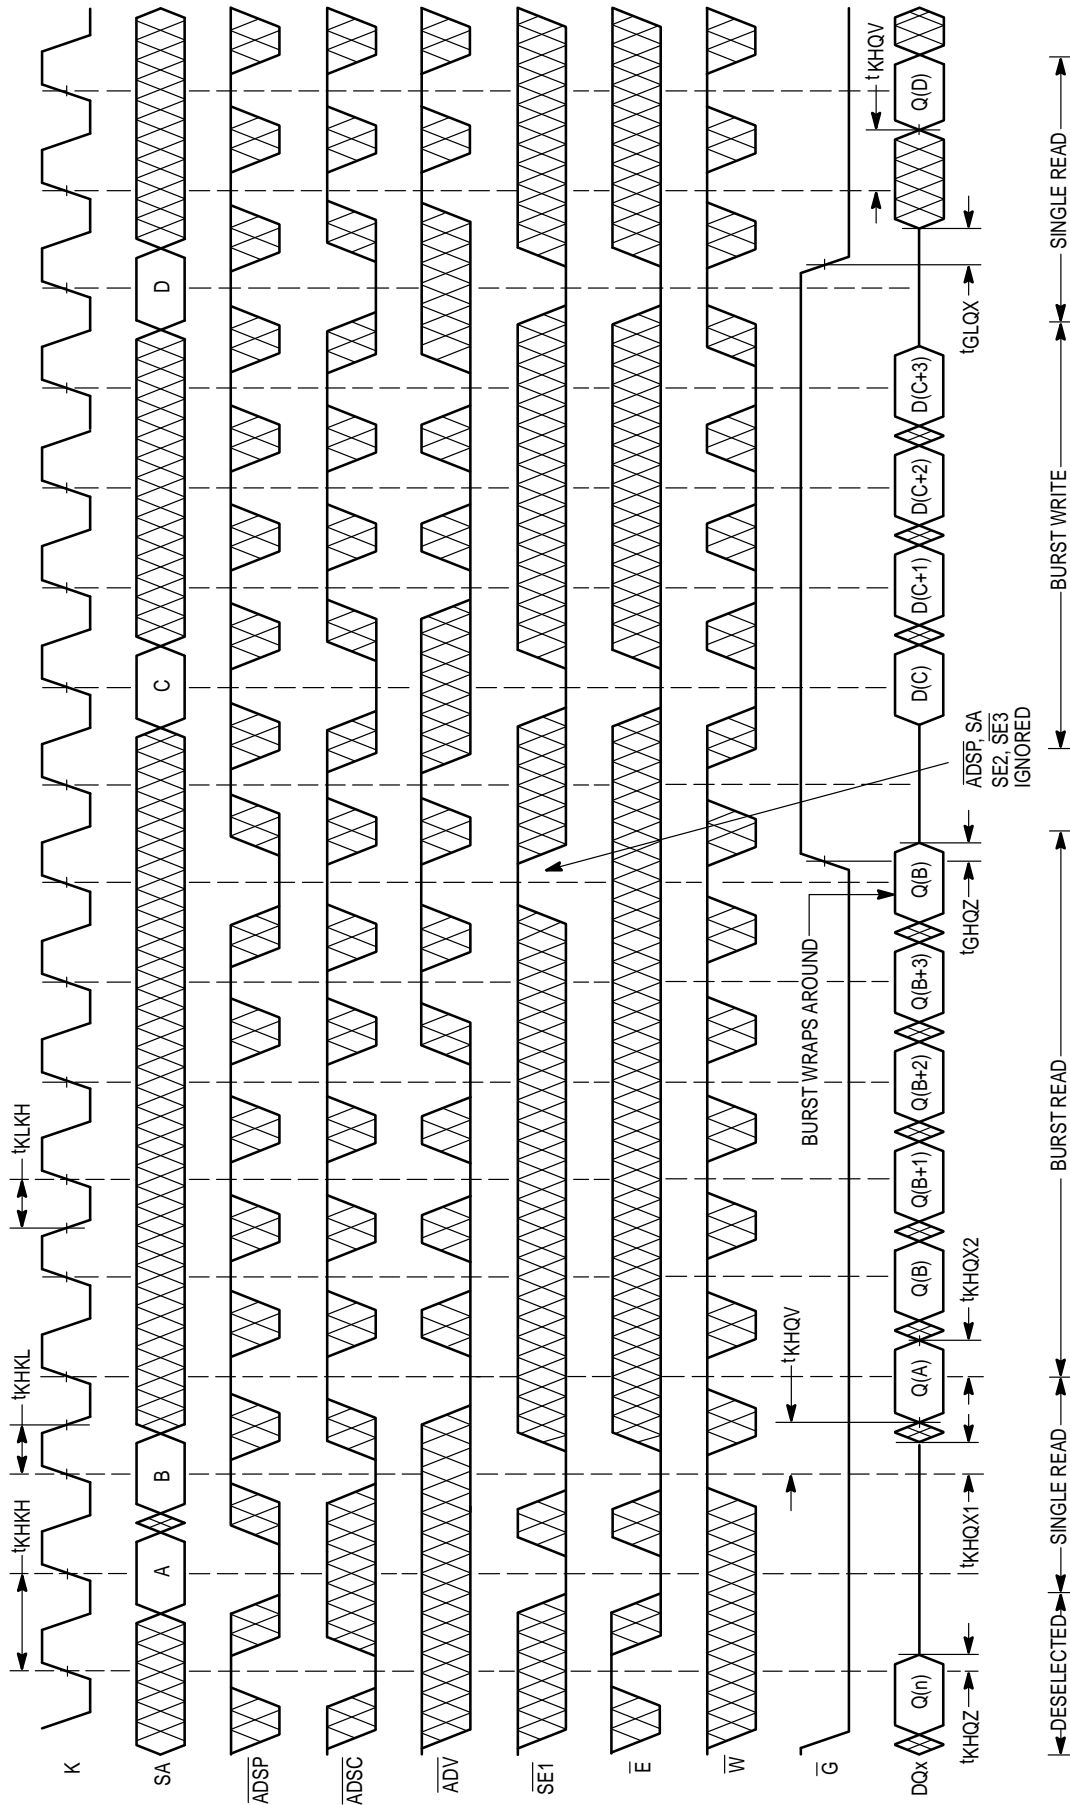 tKHKH
tKHKL
tKLKH
K
SA
A
B
C
D
ADSP
ADSC
ADV
SE1
E
W
G
tKHQV
BURST WRAPS AROUND
tKHQV
DQx
Q(n)
Q(A)
Q(B)
Q(B+1)
Q(B+2)
Q(B+3)
Q(B)
D(C)
D(C+1)
D(C+2)
D(C+3)
Q(D)
tKHQZ
tKHQX1
tKHQX2
tGHQZ
ADSP, SA
SE2, SE3
IGNORED
tGLQX
DESELECTED
SINGLE READ
BURST READ
BURST WRITE
SINGLE READ